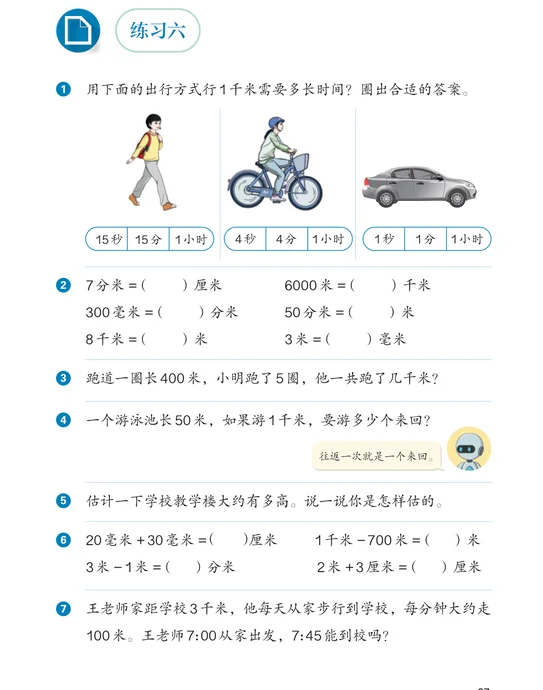 练习六
1 用下面的出行方式行1千米需要多长时间？圈出合适的答案。
15秒 15分 1小时 4秒 4分 1小时 1秒 1分 1小时
2 7分米=( )厘米 6000米=( )千米
300毫米=( )分米 50分米=( )米
8千米=( )米 3米=( )毫米
3 跑道一圈长400米，小明跑了5圈，他一共跑了几千米？
4 一个游泳池长50米，如果游1千米，要游多少个来回？
往返一次就是一个来回。
5 估计一下学校教学楼大约有多高。说一说你是怎样估的。
6 20毫米+30毫米=( )厘米 1千米-700米=( )米
3米-1米=( )分米 2米+3厘米=( )厘米
7 王老师家距学校3千米，他每天从家步行到学校，每分钟大约走
100米。王老师7:00从家出发，7:45能到校吗？